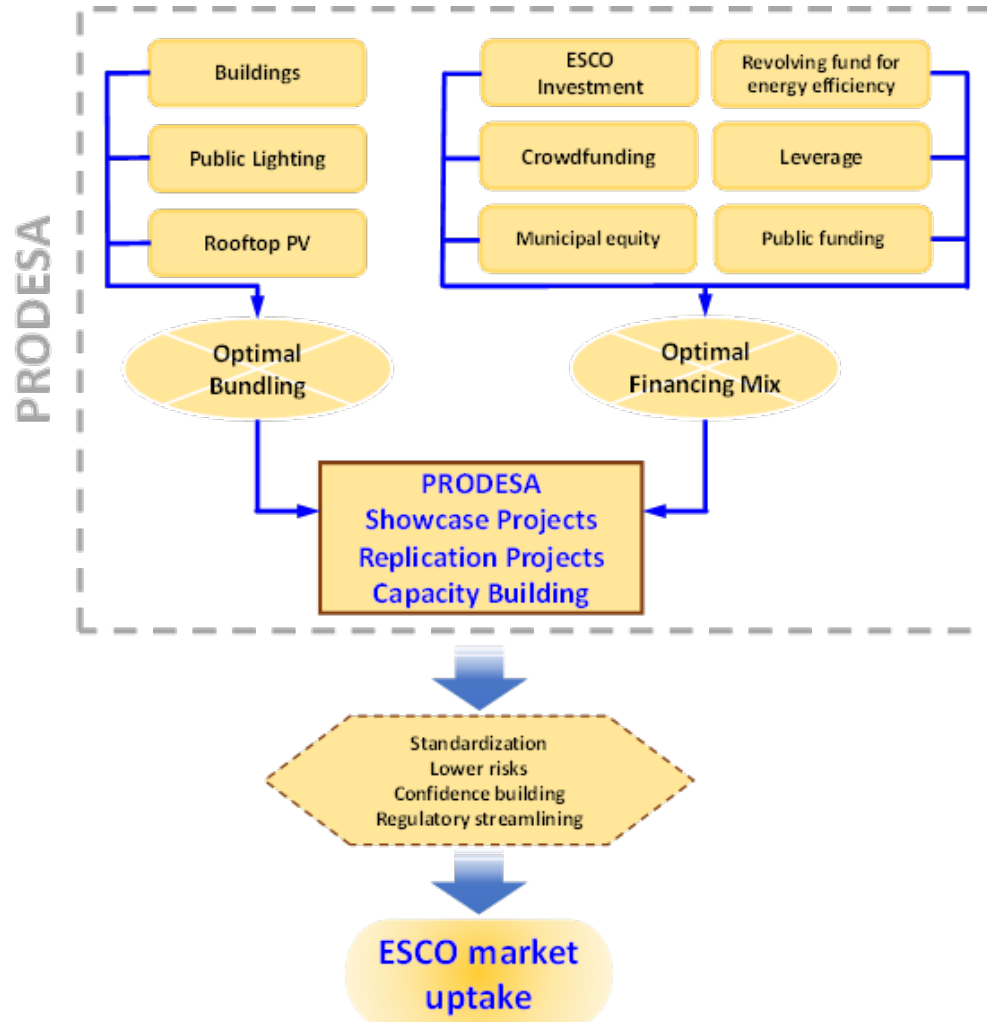 PRODESA
Buildings
Public Lighting
Rooftop PV
ESCO
Investment
Revolving fund for
energy efficiency
Crowdfunding
Leverage
Municipal equity
Public funding
Optimal
Bundling
Optimal
Financing Mix
PRODESA
Showcase Projects
Replication Projects
Capacity Building
Standardization
Lower risks
Confidence building
Regulatory streamlining
ESCO market
uptake